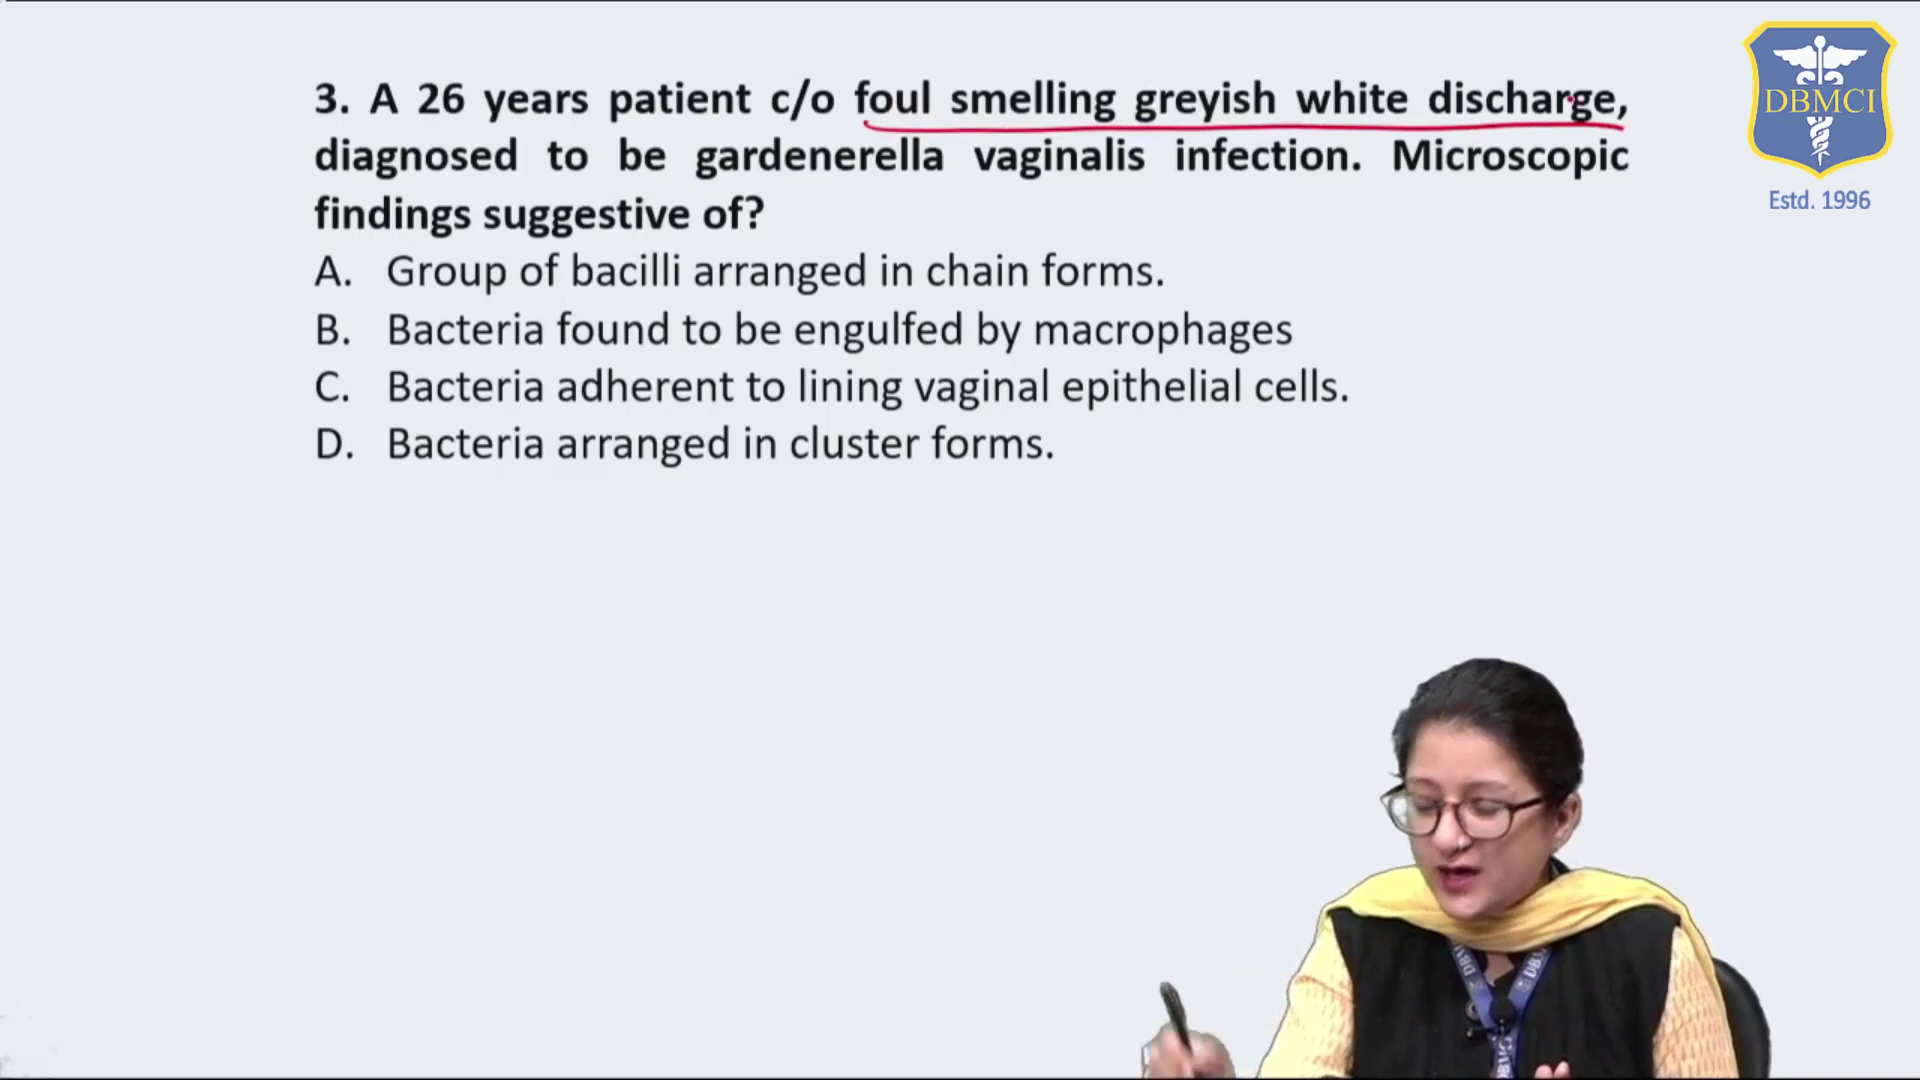 3. A 26 years patient c/o foul smelling greyish white discharge,
diagnosed to be gardenerella vaginalis infection. Microscopic
findings suggestive of?
A. Group of bacilli arranged in chain forms.
B. Bacteria found to be engulfed by macrophages
C. Bacteria adherent to lining vaginal epithelial cells.
D. Bacteria arranged in cluster forms.
DBMCI
Estd. 1996